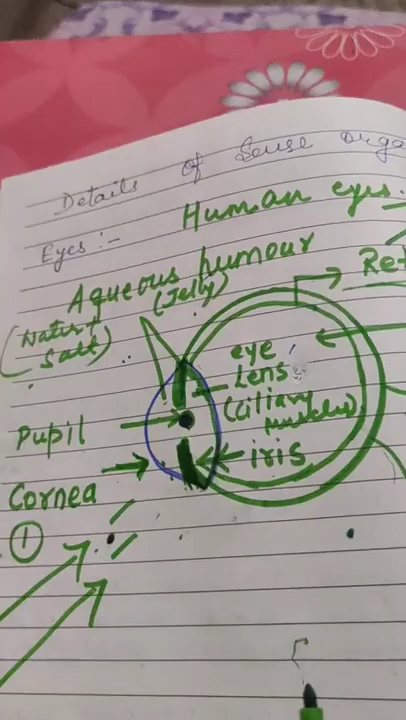 Details of Sense Orga
Eyes :- Human eyes.
Aqueous humour
(Jelly)
(Water +
Salt)
Ret
eye
Lens
(Ciliary
muscles)
Pupil
iris
Cornea
①